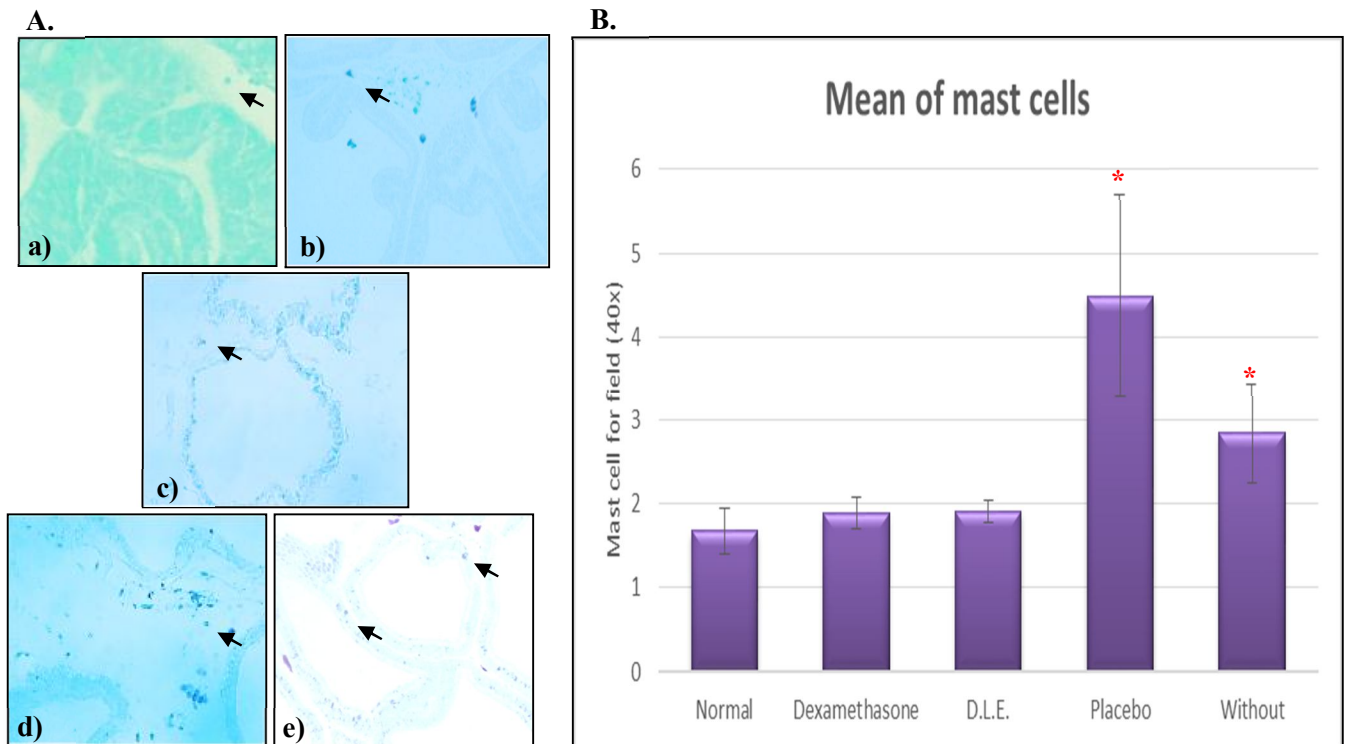 A.
a)
b)
c)
d)
e)
B.
Mean of mast cells
Mast cell for field (40x)
6
5
4
3
2
1
0
*
*
Normal
Dexamethasone
D.L.E.
Placebo
Without